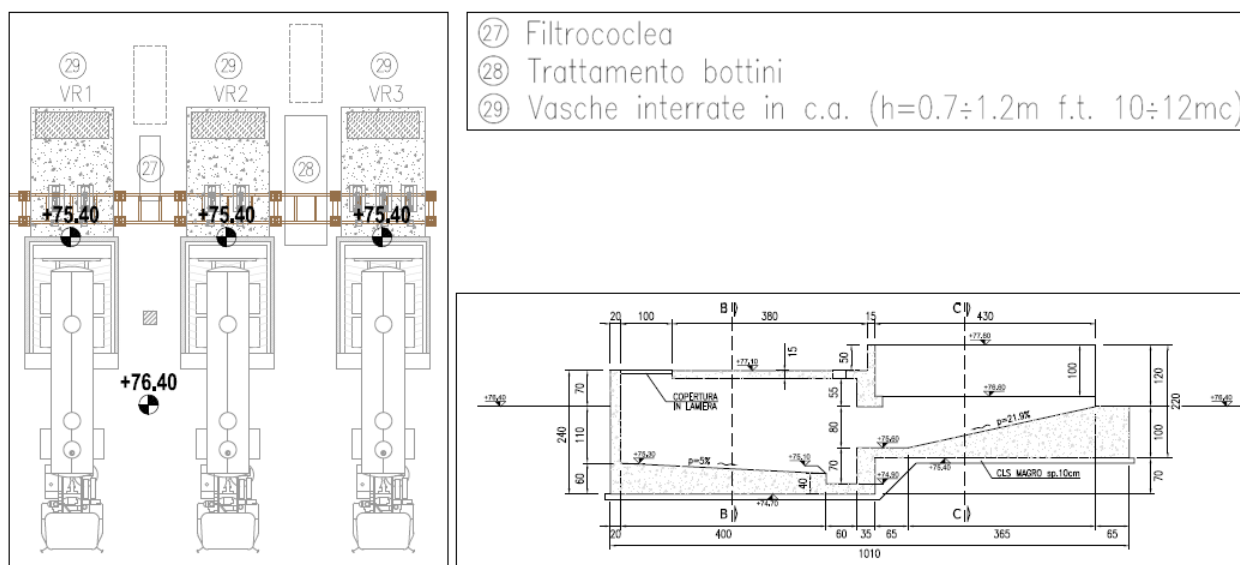 29 29 29
VR1 VR2 VR3
27 28
+75.40 +75.40 +75.40
+76.40
27 Filtrococlea
28 Trattamento bottini
29 Vasche interrate in c.a. (h=0.7÷1.2m f.t. 10÷12mc)
B C
20 100 380 15 430
+77.60
15 50
+77.10
70 100 120
COPERTURA
IN LAMIERA
55
+76.60
+76.40 +76.40
240 220
p=21.9%
110 80 100
+75.60
p=5% +75.10
70
+75.40
CLS MAGRO sp.10cm
60 40 70
+74.70
B C
20 400 60 35 65 365 65
1010